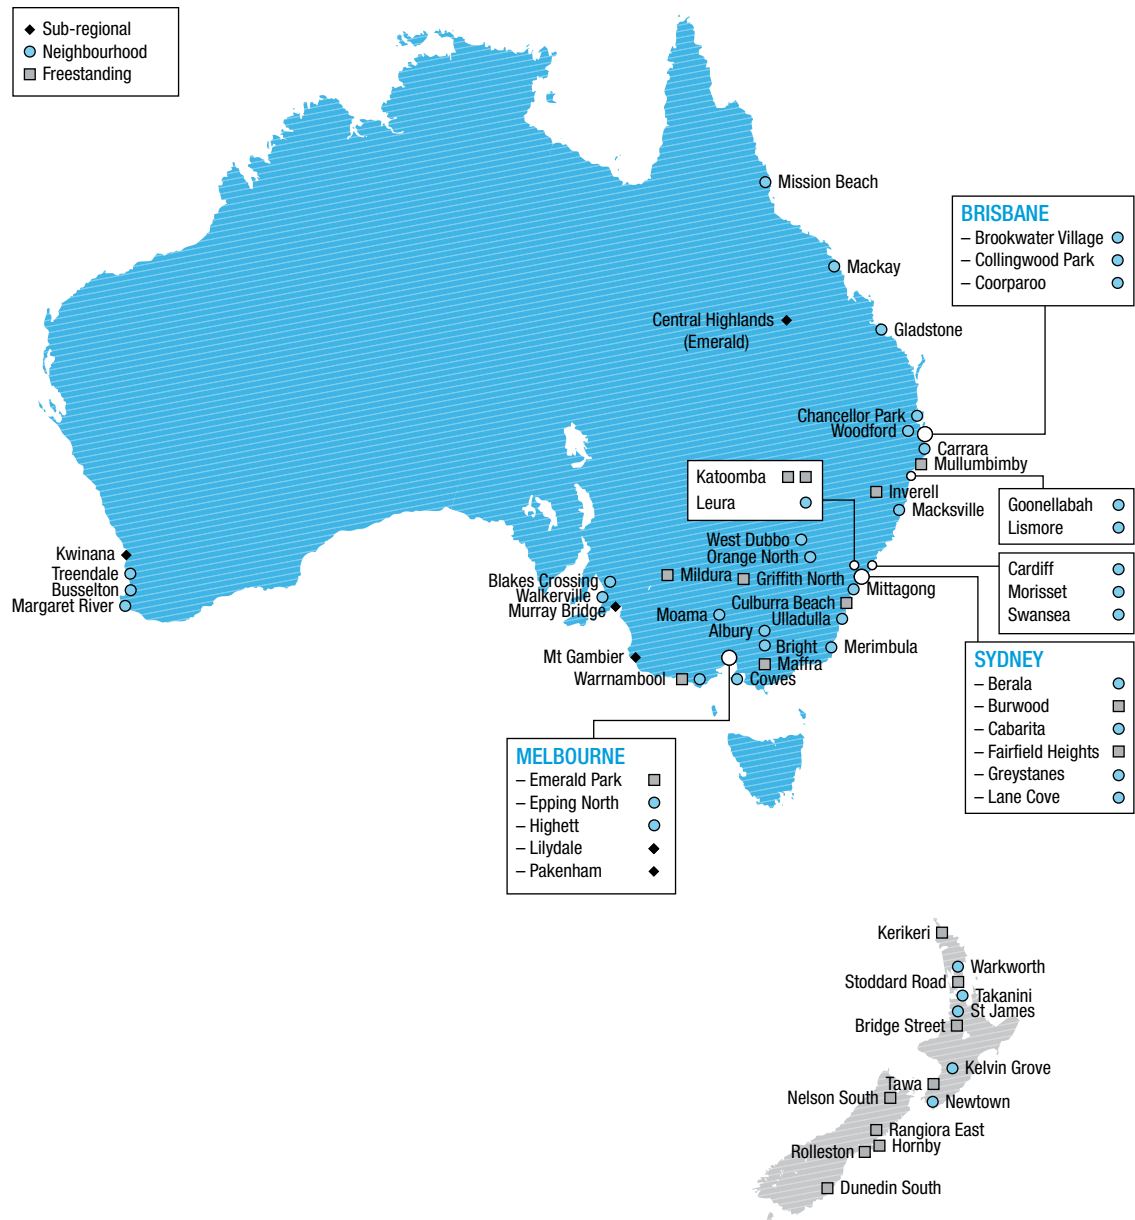 Sub-regional
Neighbourhood
Freestanding
Mission Beach
Mackay
Central Highlands
(Emerald)
Gladstone
BRISBANE
– Brookwater Village
– Collingwood Park
– Coorparoo
Chancellor Park
Woodford
Carrara
Mullumbimby
Katoomba
Leura
Inverell
Macksville
Goonellabah
Lismore
West Dubbo
Orange North
Mildura
Griffith North
Mittagong
Cardiff
Morisset
Swansea
Kwinana
Treendale
Busselton
Margaret River
Blakes Crossing
Walkerville
Murray Bridge
Culburra Beach
Moama
Ulladulla
Albury
Bright
Merimbula
Mt Gambier
Maffra
Warrnambool
Cowes
SYDNEY
– Berala
– Burwood
– Cabarita
– Fairfield Heights
– Greystanes
– Lane Cove
MELBOURNE
– Emerald Park
– Epping North
– Highett
– Lilydale
– Pakenham
Kerikeri
Warkworth
Stoddard Road
Takanini
St James
Bridge Street
Kelvin Grove
Tawa
Nelson South
Newtown
Rangiora East
Hornby
Rolleston
Dunedin South